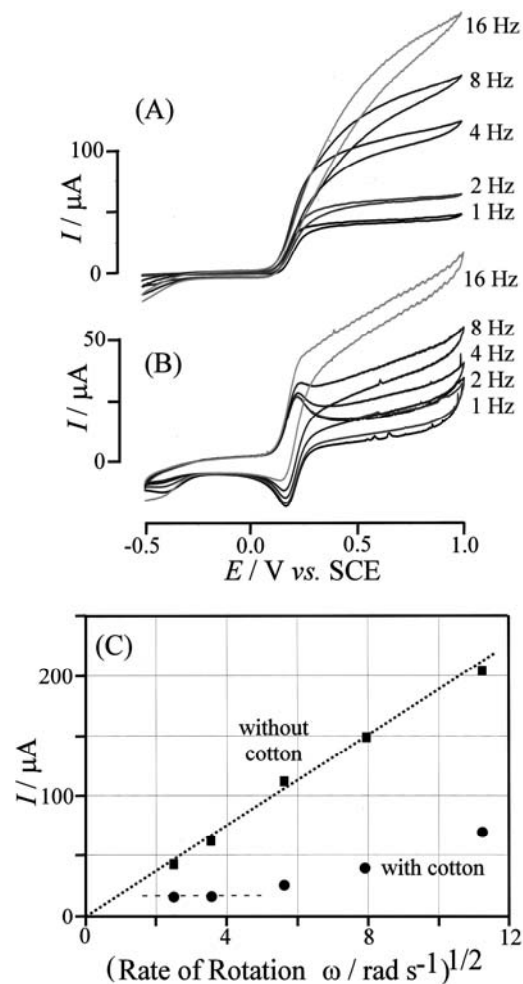 16 Hz
(A)
8 Hz
100
4 Hz
I / μA
2 Hz
0
1 Hz
16 Hz
50
8 Hz
(B)
4 Hz
I / μA
2 Hz
1 Hz
0
-0.5 0.0 0.5 1.0
E / V vs. SCE
(C)
200
without
cotton
I / μA
100
with cotton
0
0 4 8 12
(Rate of Rotation ω / rad s-1)1/2